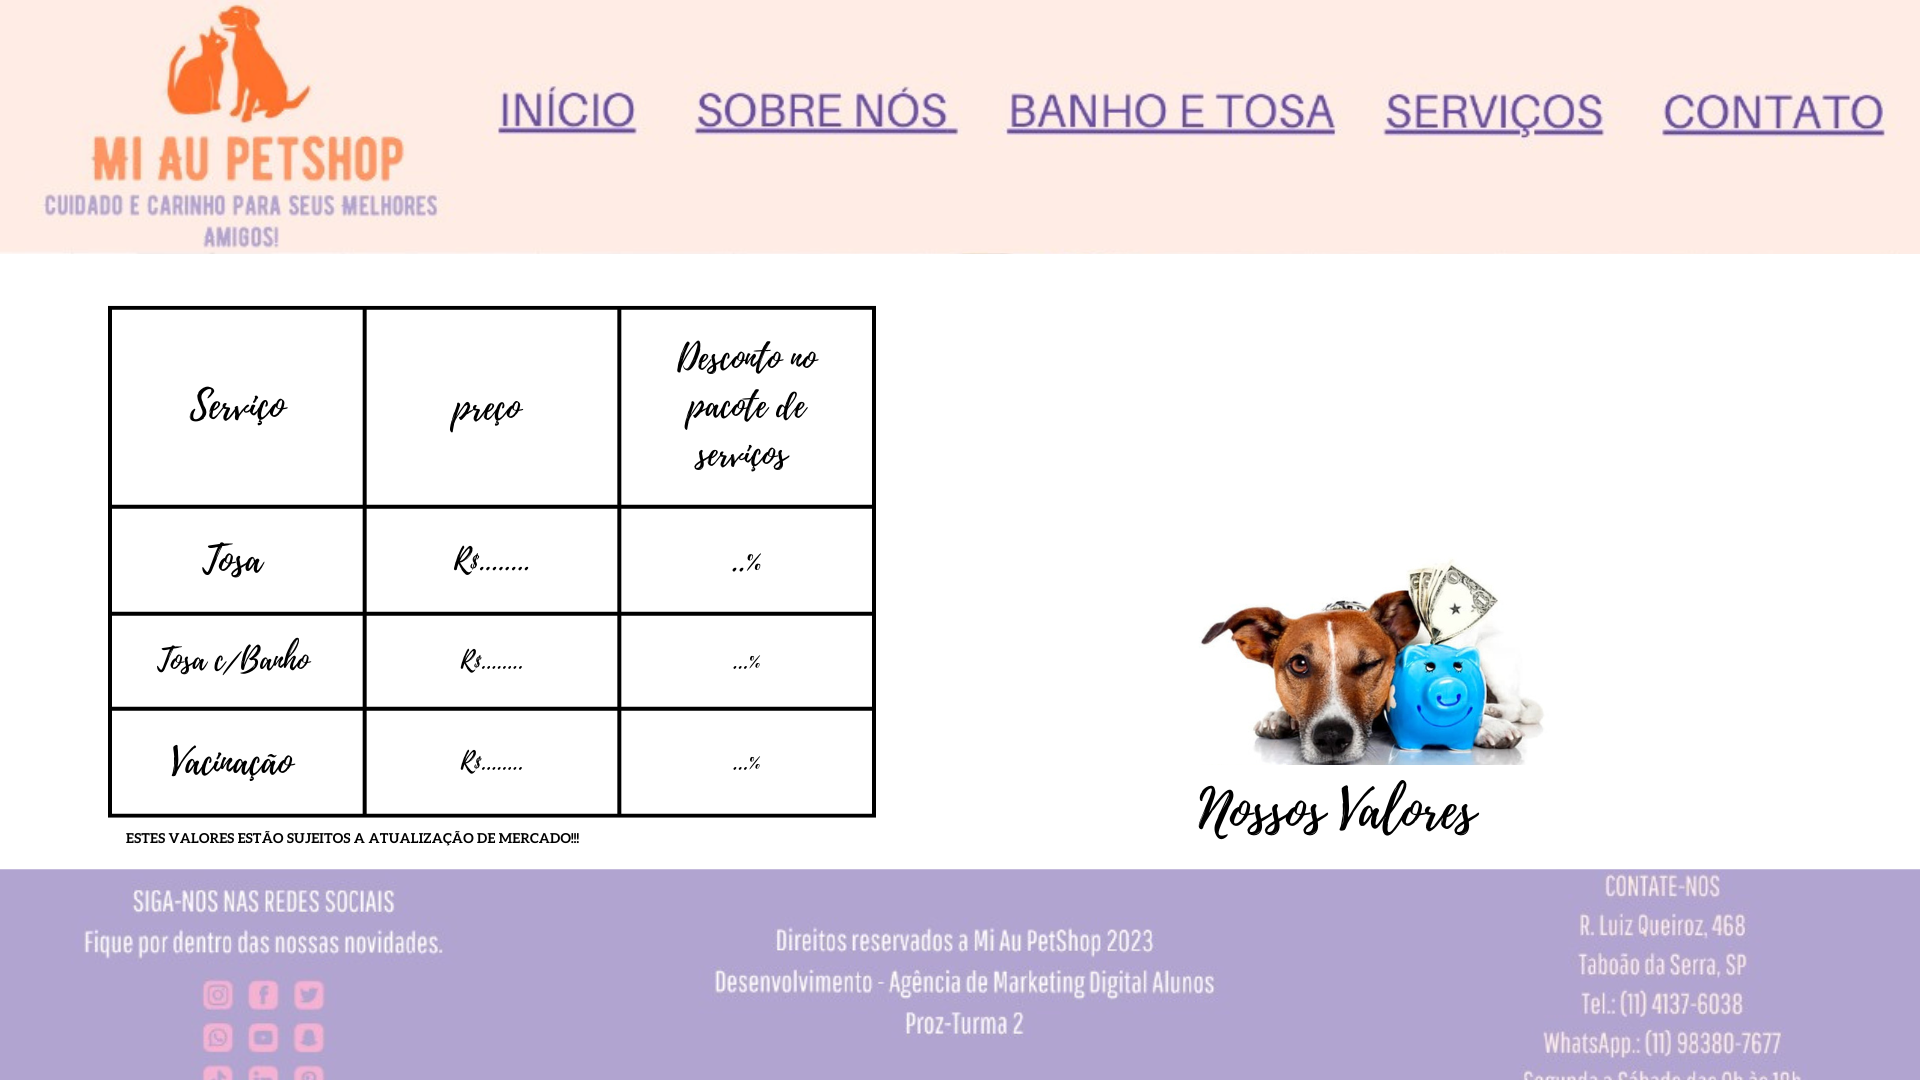 MI AU PETSHOP
CUIDADO E CARINHO PARA SEUS MELHORES
AMIGOS!
INÍCIO SOBRE NÓS BANHO E TOSA SERVIÇOS CONTATO
Serviço preço Desconto no
pacote de
serviços
Tosa R$........ ..%
Tosa c/Banho R$........ ...%
Vacinação R$........ ...%
ESTES VALORES ESTÃO SUJEITOS A ATUALIZAÇÃO DE MERCADO!!!
Nossos Valores
SIGA-NOS NAS REDES SOCIAIS
Fique por dentro das nossas novidades.
Direitos reservados a Mi Au PetShop 2023
Desenvolvimento - Agência de Marketing Digital Alunos
Proz-Turma 2
CONTATE-NOS
R. Luiz Queiroz, 468
Taboão da Serra, SP
Tel.: (11) 4137-6038
WhatsApp.: (11) 98380-7677
Segunda a Sábado das